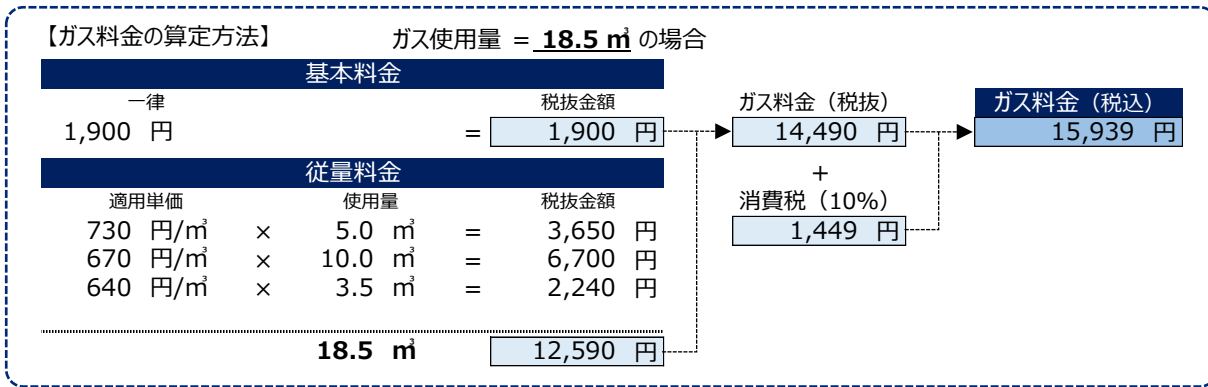 【ガス料金の算定方法】 ガス使用量 = 18.5 ㎥ の場合
基本料金
一律 税抜金額
1,900 円 = 1,900 円
従量料金
適用単価 使用量 税抜金額
730 円/㎥ × 5.0 ㎥ = 3,650 円
670 円/㎥ × 10.0 ㎥ = 6,700 円
640 円/㎥ × 3.5 ㎥ = 2,240 円
18.5 ㎥ 12,590 円
ガス料金（税抜）
14,490 円
+
消費税（10%）
1,449 円
ガス料金（税込）
15,939 円